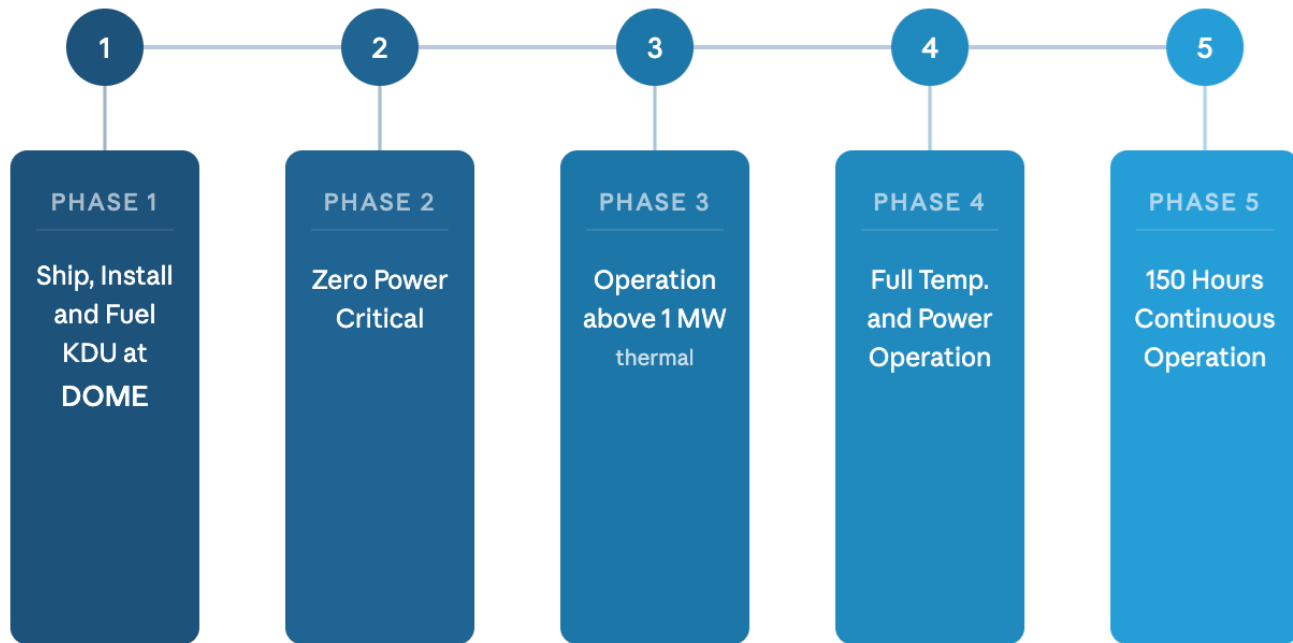 1
2
3
4
5
PHASE 1
Ship, Install
and Fuel
KDU at
DOME
PHASE 2
Zero Power
Critical
PHASE 3
Operation
above 1 MW
thermal
PHASE 4
Full Temp.
and Power
Operation
PHASE 5
150 Hours
Continuous
Operation